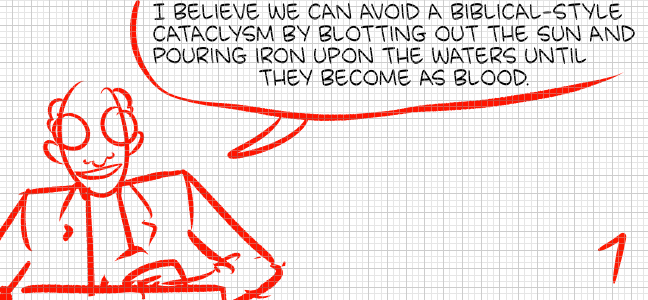 I BELIEVE WE CAN AVOID A BIBLICAL-STYLE
CATACLYSM BY BLOTTING OUT THE SUN AND
POURING IRON UPON THE WATERS UNTIL
THEY BECOME AS BLOOD.